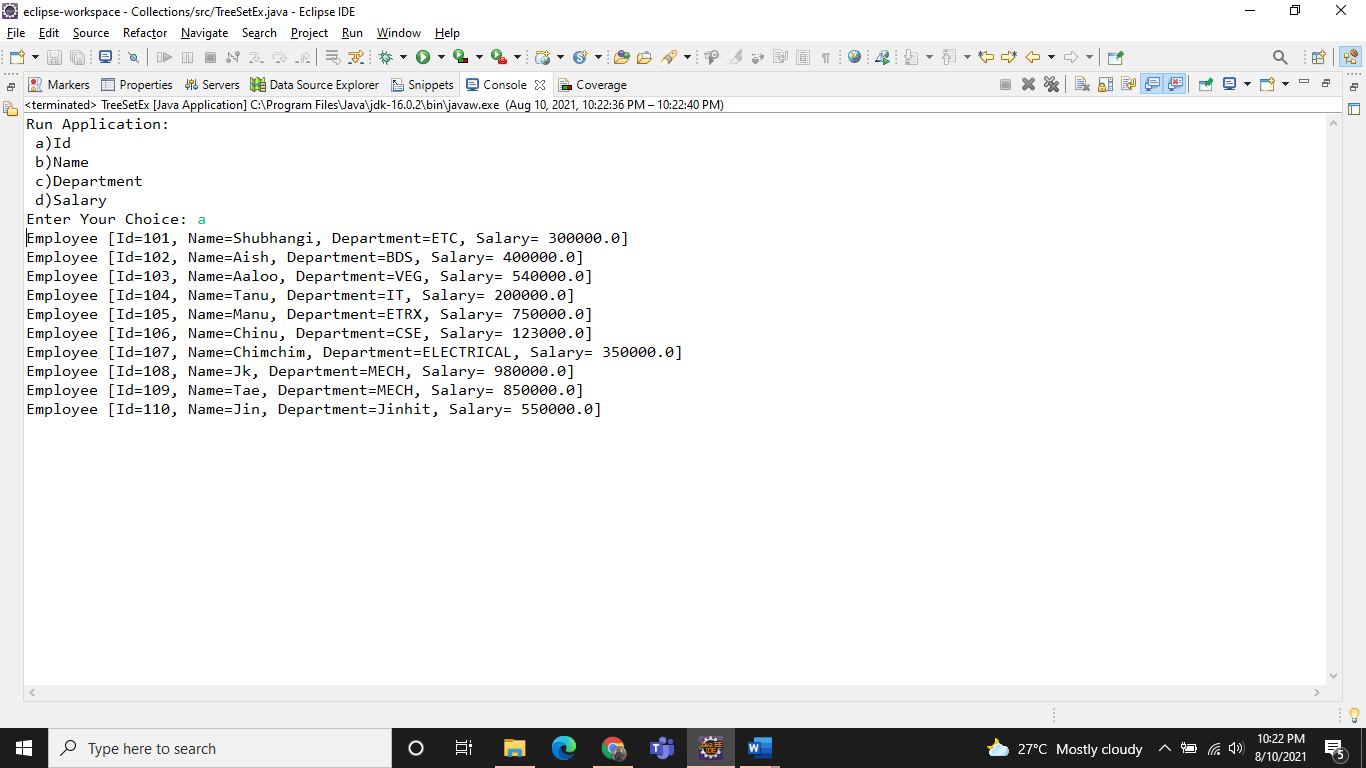 eclipse-workspace - Collections/src/TreeSetEx.java - Eclipse IDE
File Edit Source Refactor Navigate Search Project Run Window Help
Markers Properties Servers Data Source Explorer Snippets Console Coverage
<terminated> TreeSetEx [Java Application] C:\Program Files\Java\jdk-16.0.2\bin\javaw.exe (Aug 10, 2021, 10:22:36 PM – 10:22:40 PM)
Run Application:
a)Id
b)Name
c)Department
d)Salary
Enter Your Choice: a
Employee [Id=101, Name=Shubhangi, Department=ETC, Salary= 300000.0]
Employee [Id=102, Name=Aish, Department=BDS, Salary= 400000.0]
Employee [Id=103, Name=Aaloo, Department=VEG, Salary= 540000.0]
Employee [Id=104, Name=Tanu, Department=IT, Salary= 200000.0]
Employee [Id=105, Name=Manu, Department=ETRX, Salary= 750000.0]
Employee [Id=106, Name=Chinu, Department=CSE, Salary= 123000.0]
Employee [Id=107, Name=Chimchim, Department=ELECTRICAL, Salary= 350000.0]
Employee [Id=108, Name=Jk, Department=MECH, Salary= 980000.0]
Employee [Id=109, Name=Tae, Department=MECH, Salary= 850000.0]
Employee [Id=110, Name=Jin, Department=Jinhit, Salary= 550000.0]
Type here to search
27°C Mostly cloudy
10:22 PM
8/10/2021
5